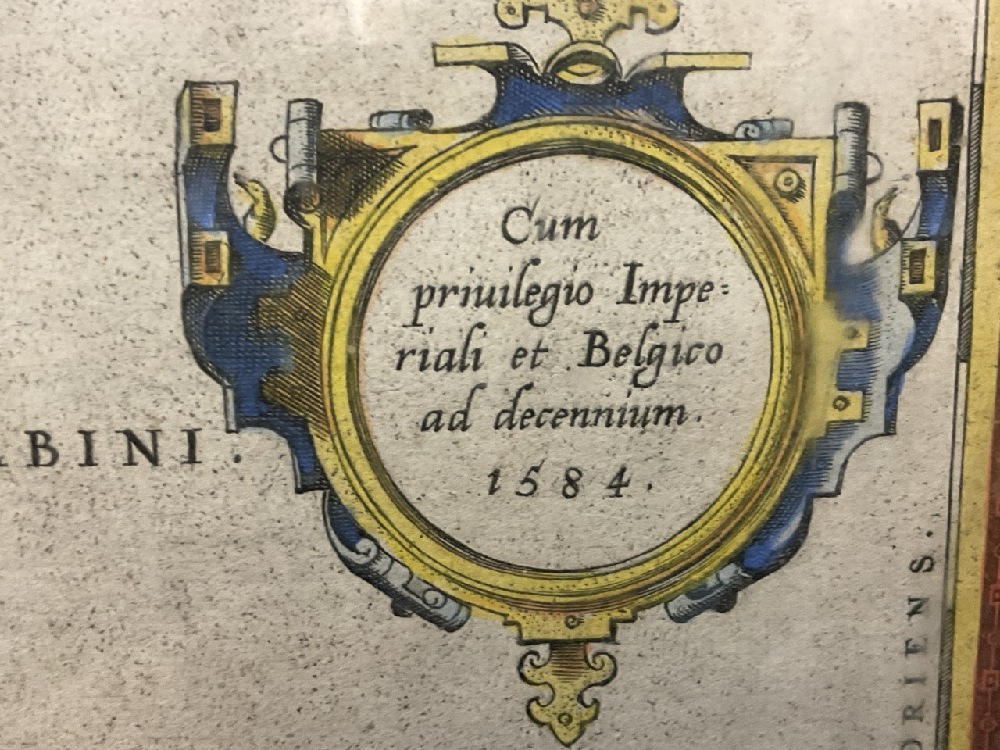 Cum
priuilegio Impe=
riali et Belgico
ad decennium.
1584.
BINI.
ORIENS.